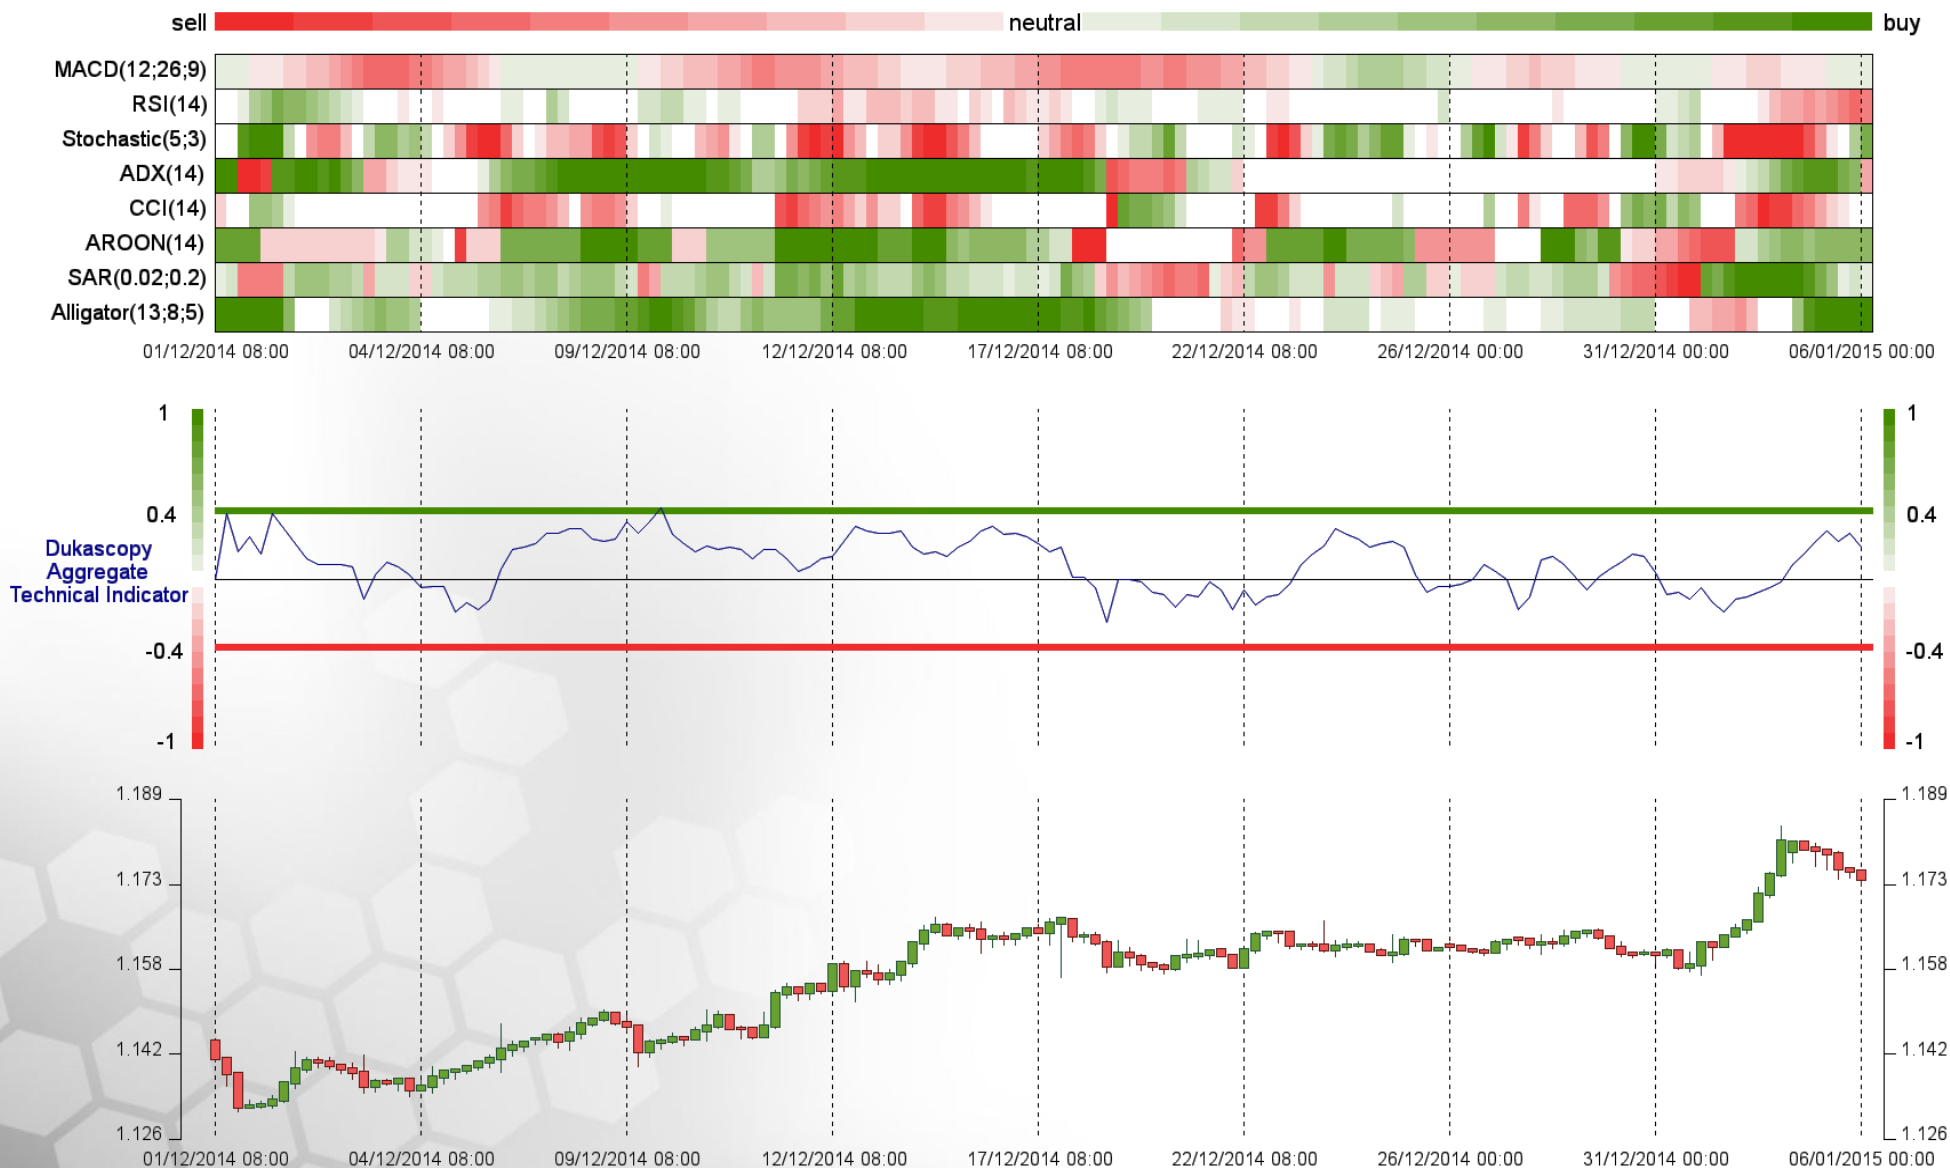 sell neutral buy
MACD(12;26;9)
RSI(14)
Stochastic(5;3)
ADX(14)
CCI(14)
AROON(14)
SAR(0.02;0.2)
Alligator(13;8;5)
01/12/2014 08:00 04/12/2014 08:00 09/12/2014 08:00 12/12/2014 08:00 17/12/2014 08:00 22/12/2014 08:00 26/12/2014 00:00 31/12/2014 00:00 06/01/2015 00:00
1 1
0.4 0.4
Dukascopy
Aggregate
Technical Indicator
-0.4 -0.4
-1 -1
1.189 1.189
1.173 1.173
1.158 1.158
1.142 1.142
1.126 1.126
01/12/2014 08:00 04/12/2014 08:00 09/12/2014 08:00 12/12/2014 08:00 17/12/2014 08:00 22/12/2014 08:00 26/12/2014 00:00 31/12/2014 00:00 06/01/2015 00:00